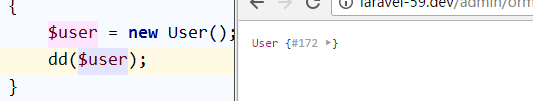 {
$user = new User();
dd($user);
}
laravel-59.dev/admin/orm
User {#172 ▶}